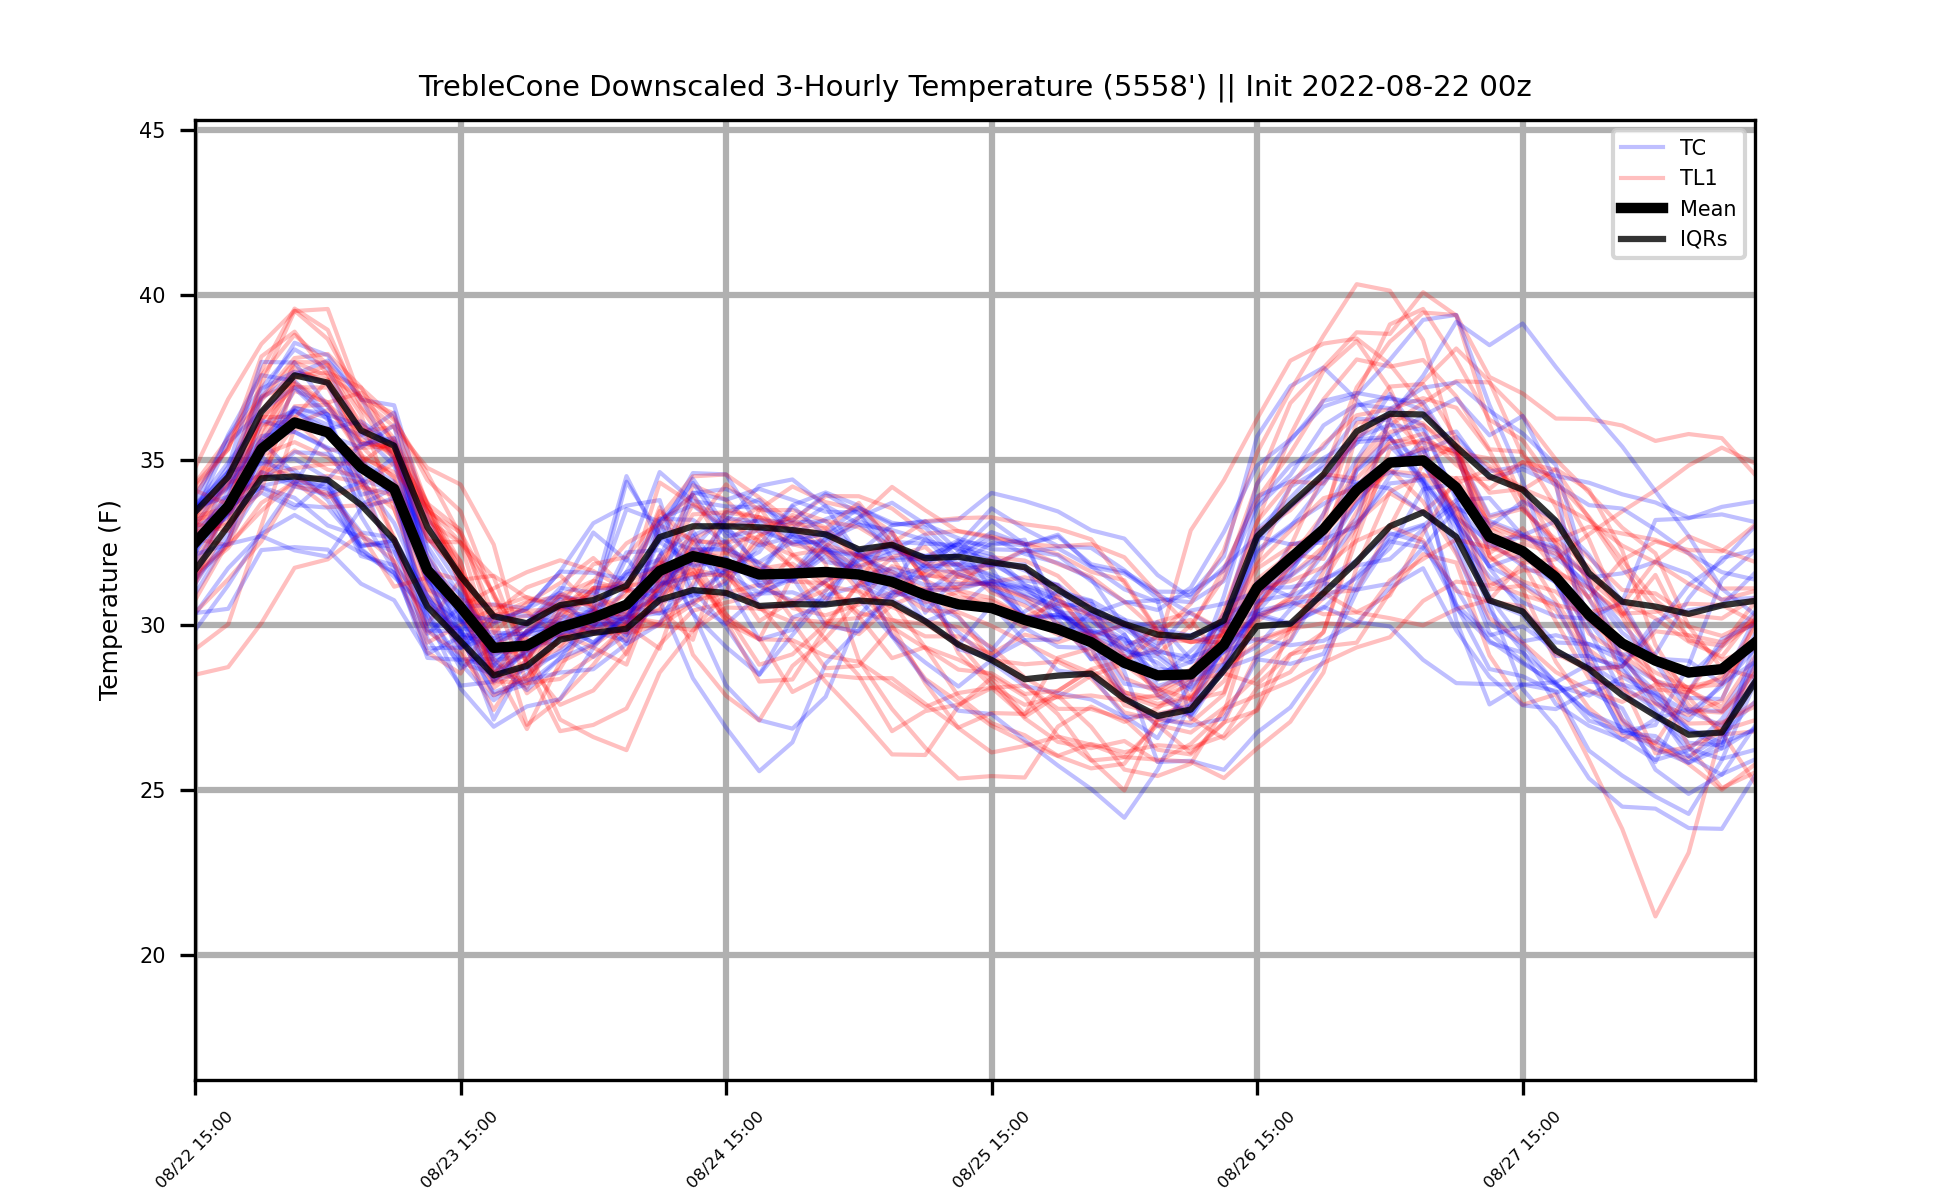 TrebleCone Downscaled 3-Hourly Temperature (5558') || Init 2022-08-22 00z
Temperature (F)
45
40
35
30
25
20
TC
TL1
Mean
IQRs
08/22 15:00
08/23 15:00
08/24 15:00
08/25 15:00
08/26 15:00
08/27 15:00